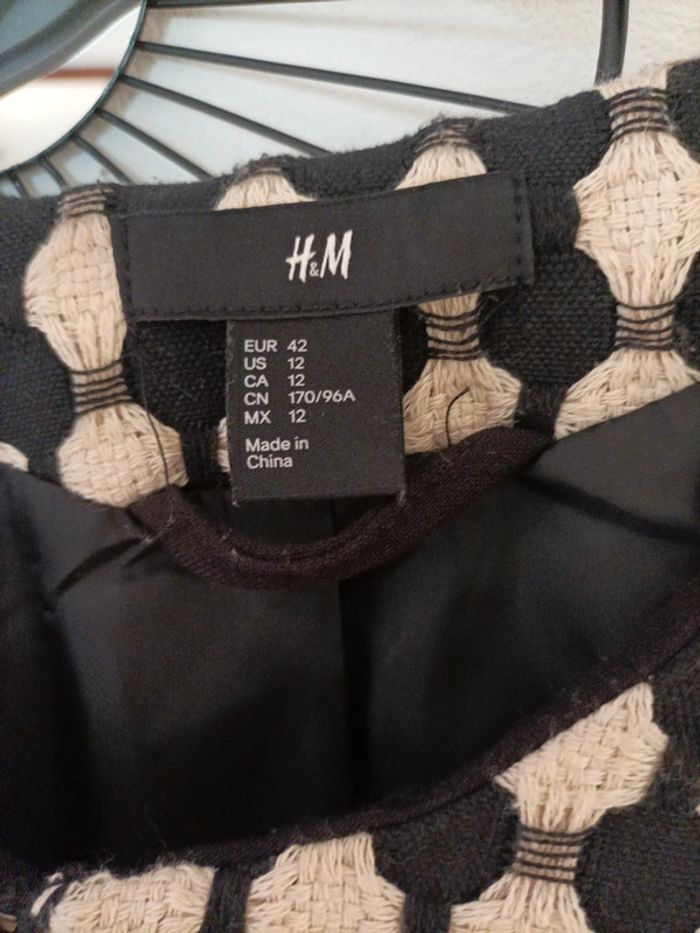 H&M
EUR 42
US 12
CA 12
CN 170/96A
MX 12
Made in
China